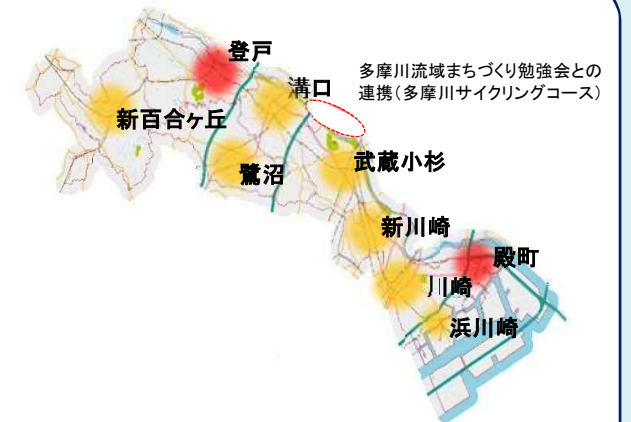 登戸
多摩川流域まちづくり勉強会との
連携(多摩川サイクリングコース)
溝口
新百合ヶ丘
武蔵小杉
鷺沼
新川崎
殿町
川崎
浜川崎